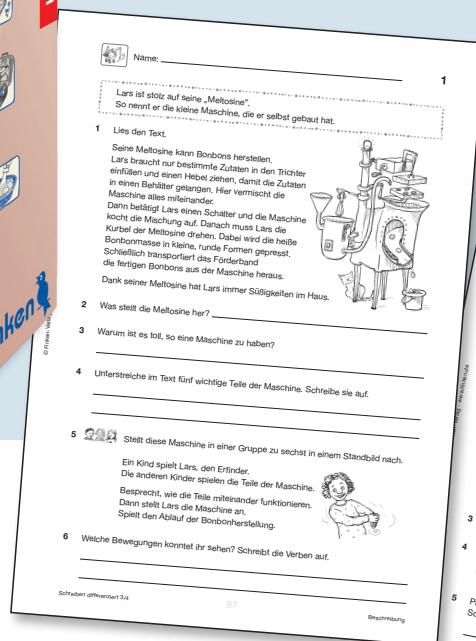 Name:
1
Lars ist stolz auf seine „Meltosine".
So nennt er die kleine Maschine, die er selbst gebaut hat.
1 Lies den Text.
Seine Meltosine kann Bonbons herstellen.
Lars braucht nur bestimmte Zutaten in den Trichter
einfüllen und einen Hebel ziehen, damit die Zutaten
in einen Behälter gelangen. Hier vermischt die
Maschine alles miteinander.
Dann betätigt Lars einen Schalter und die Maschine
kocht die Mischung auf. Danach muss Lars die
Kurbel der Meltosine drehen. Dabei wird die heiße
Bonbonmasse in kleine, runde Formen gepresst.
Schließlich transportiert das Förderband
die fertigen Bonbons aus der Maschine heraus.
Dank seiner Meltosine hat Lars immer Süßigkeiten im Haus.
2 Was stellt die Meltosine her?
3 Warum ist es toll, so eine Maschine zu haben?
4 Unterstreiche im Text fünf wichtige Teile der Maschine. Schreibe sie auf.
5 Stellt diese Maschine in einer Gruppe zu sechst in einem Standbild nach.
Ein Kind spielt Lars, den Erfinder.
Die anderen Kinder spielen die Teile der Maschine.
Besprecht, wie die Teile miteinander funktionieren.
Dann stellt Lars die Maschine an.
Spielt den Ablauf der Bonbonherstellung.
6 Welche Bewegungen konntet ihr sehen? Schreibt die Verben auf.
Schreiben differenziert 3/4
87
Beschreibung
© Finken-Verlag
nken
www.finken.de
3
4
5